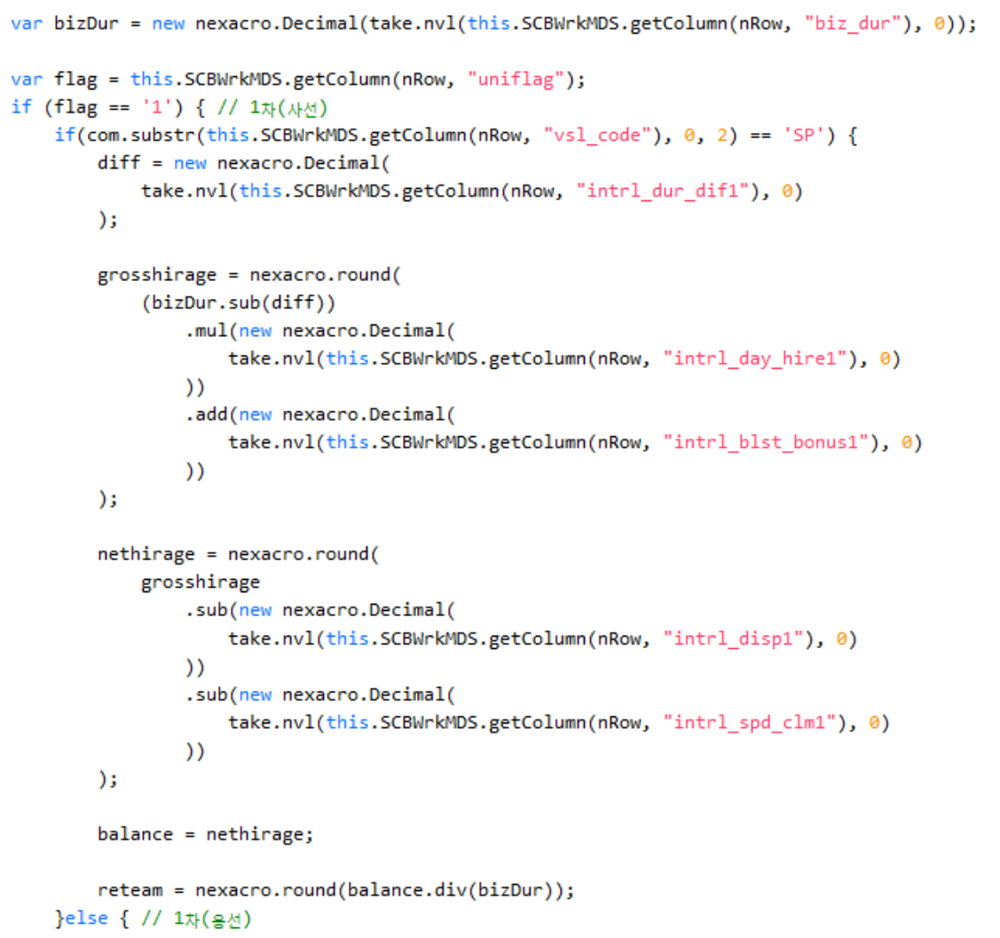 var bizDur = new nexacro.Decimal(take.nvl(this.SCBWrkMDS.getColumn(nRow, "biz_dur"), 0));

var flag = this.SCBWrkMDS.getColumn(nRow, "uniflag");
if (flag == '1') { // 1차(사선)
    if(com.substr(this.SCBWrkMDS.getColumn(nRow, "vsl_code"), 0, 2) == 'SP') {
        diff = new nexacro.Decimal(
            take.nvl(this.SCBWrkMDS.getColumn(nRow, "intrl_dur_dif1"), 0)
        );

        grosshirage = nexacro.round(
            (bizDur.sub(diff))
                .mul(new nexacro.Decimal(
                    take.nvl(this.SCBWrkMDS.getColumn(nRow, "intrl_day_hire1"), 0)
                ))
                .add(new nexacro.Decimal(
                    take.nvl(this.SCBWrkMDS.getColumn(nRow, "intrl_blst_bonus1"), 0)
                ))
        );

        nethirage = nexacro.round(
            grosshirage
                .sub(new nexacro.Decimal(
                    take.nvl(this.SCBWrkMDS.getColumn(nRow, "intrl_disp1"), 0)
                ))
                .sub(new nexacro.Decimal(
                    take.nvl(this.SCBWrkMDS.getColumn(nRow, "intrl_spd_clm1"), 0)
                ))
        );

        balance = nethirage;

        reteam = nexacro.round(balance.div(bizDur));
    }else { // 1차(용선)